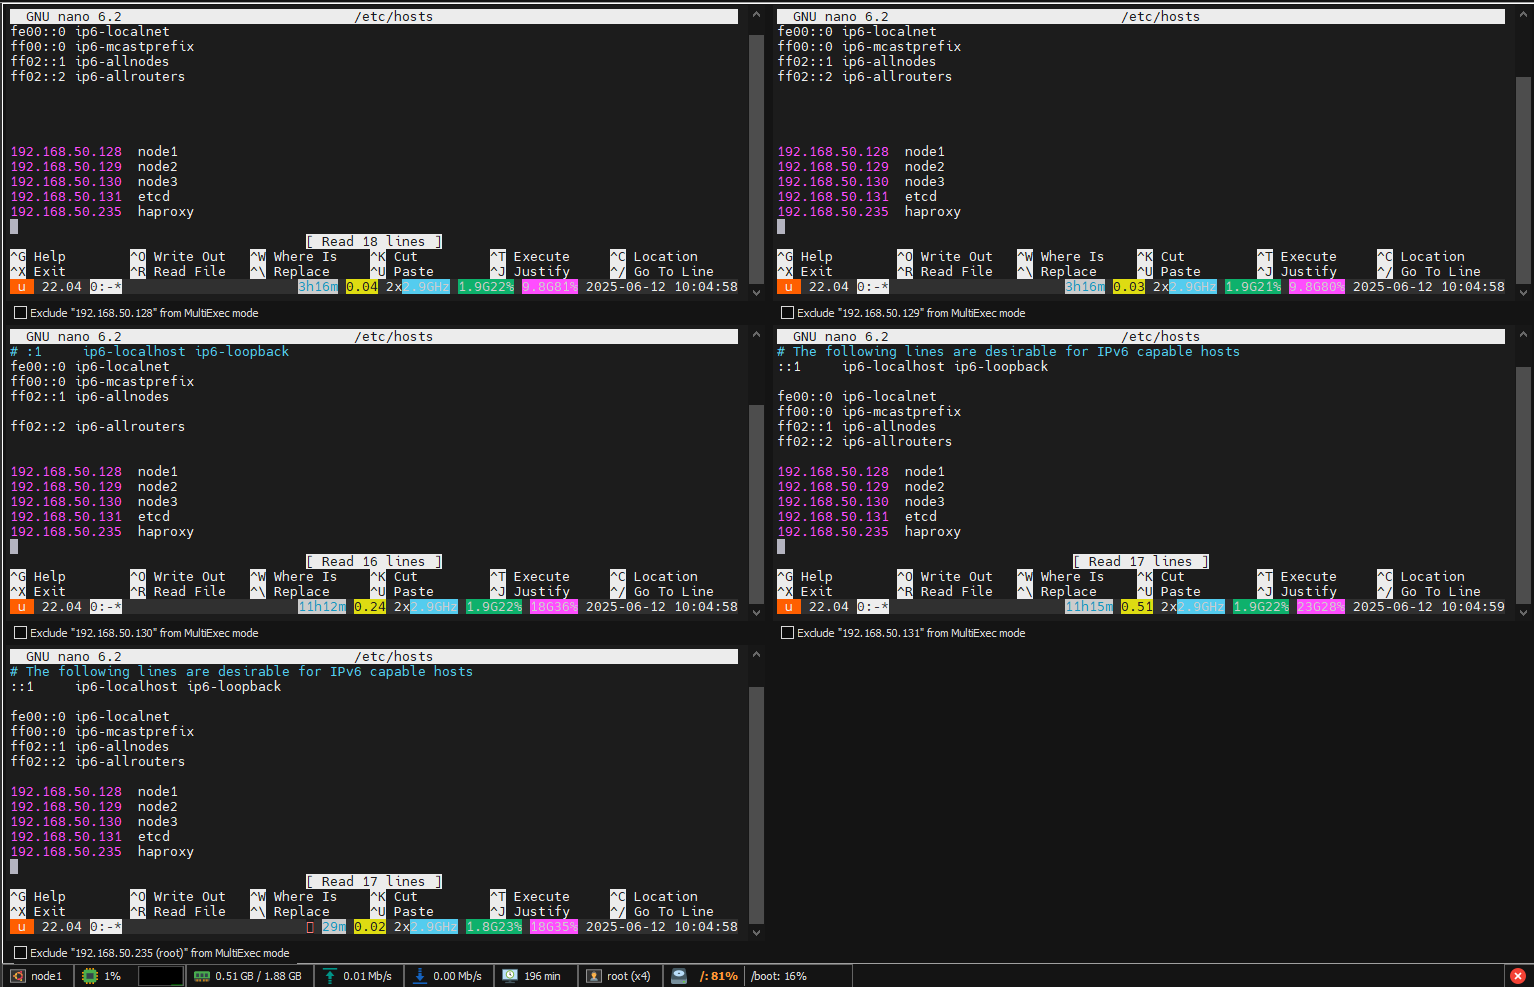 GNU nano 6.2 /etc/hosts
fe00::0 ip6-localnet
ff00::0 ip6-mcastprefix
ff02::1 ip6-allnodes
ff02::2 ip6-allrouters
192.168.50.128 node1
192.168.50.129 node2
192.168.50.130 node3
192.168.50.131 etcd
192.168.50.235 haproxy
[ Read 18 lines ]
^G Help ^O Write Out ^W Where Is ^K Cut ^T Execute ^C Location
^X Exit ^R Read File ^\ Replace ^U Paste ^J Justify ^/ Go To Line
u 22.04 0:-* 3h16m 0.04 2x2.9GHz 1.9G22% 9.8G81% 2025-06-12 10:04:58
Exclude "192.168.50.128" from MultiExec mode
GNU nano 6.2 /etc/hosts
fe00::0 ip6-localnet
ff00::0 ip6-mcastprefix
ff02::1 ip6-allnodes
ff02::2 ip6-allrouters
192.168.50.128 node1
192.168.50.129 node2
192.168.50.130 node3
192.168.50.131 etcd
192.168.50.235 haproxy
^G Help ^O Write Out ^W Where Is ^K Cut ^T Execute ^C Location
^X Exit ^R Read File ^\ Replace ^U Paste ^J Justify ^/ Go To Line
u 22.04 0:-* 3h16m 0.03 2x2.9GHz 1.9G21% 9.8G80% 2025-06-12 10:04:58
Exclude "192.168.50.129" from MultiExec mode
GNU nano 6.2 /etc/hosts
# :1 ip6-localhost ip6-loopback
fe00::0 ip6-localnet
ff00::0 ip6-mcastprefix
ff02::1 ip6-allnodes
ff02::2 ip6-allrouters
192.168.50.128 node1
192.168.50.129 node2
192.168.50.130 node3
192.168.50.131 etcd
192.168.50.235 haproxy
[ Read 16 lines ]
^G Help ^O Write Out ^W Where Is ^K Cut ^T Execute ^C Location
^X Exit ^R Read File ^\ Replace ^U Paste ^J Justify ^/ Go To Line
u 22.04 0:-* 11h12m 0.24 2x2.9GHz 1.9G22% 18G36% 2025-06-12 10:04:58
Exclude "192.168.50.130" from MultiExec mode
GNU nano 6.2 /etc/hosts
# The following lines are desirable for IPv6 capable hosts
::1 ip6-localhost ip6-loopback
fe00::0 ip6-localnet
ff00::0 ip6-mcastprefix
ff02::1 ip6-allnodes
ff02::2 ip6-allrouters
192.168.50.128 node1
192.168.50.129 node2
192.168.50.130 node3
192.168.50.131 etcd
192.168.50.235 haproxy
[ Read 17 lines ]
^G Help ^O Write Out ^W Where Is ^K Cut ^T Execute ^C Location
^X Exit ^R Read File ^\ Replace ^U Paste ^J Justify ^/ Go To Line
u 22.04 0:-* 11h15m 0.51 2x2.9GHz 1.9G22% 23G28% 2025-06-12 10:04:59
Exclude "192.168.50.131" from MultiExec mode
GNU nano 6.2 /etc/hosts
# The following lines are desirable for IPv6 capable hosts
::1 ip6-localhost ip6-loopback
fe00::0 ip6-localnet
ff00::0 ip6-mcastprefix
ff02::1 ip6-allnodes
ff02::2 ip6-allrouters
192.168.50.128 node1
192.168.50.129 node2
192.168.50.130 node3
192.168.50.131 etcd
192.168.50.235 haproxy
[ Read 17 lines ]
^G Help ^O Write Out ^W Where Is ^K Cut ^T Execute ^C Location
^X Exit ^R Read File ^\ Replace ^U Paste ^J Justify ^/ Go To Line
u 22.04 0:-* 29m 0.02 2x2.9GHz 1.8G23% 18G35% 2025-06-12 10:04:58
Exclude "192.168.50.235 (root)" from MultiExec mode
node1 1% 0.51 GB / 1.88 GB 0.01 Mb/s 0.00 Mb/s 196 min root (x4) /: 81% /boot: 16%